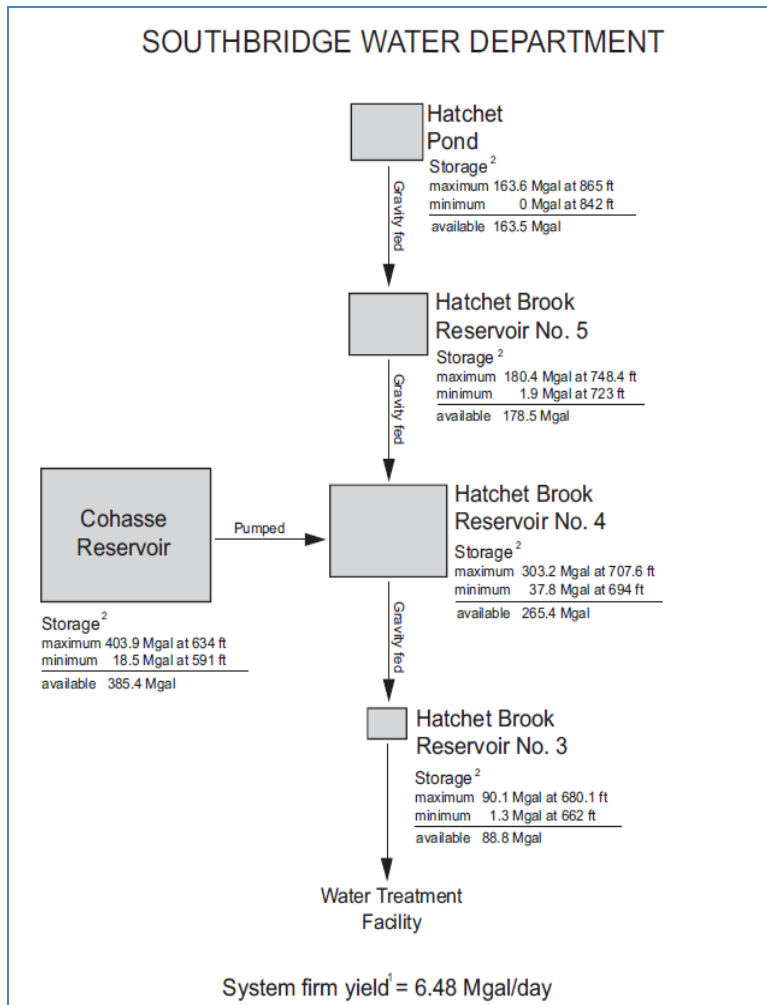 SOUTHBRIDGE WATER DEPARTMENT
Hatchet
Pond
Storage 2
maximum 163.6 Mgal at 865 ft
minimum 0 Mgal at 842 ft
available 163.5 Mgal
Gravity fed
Hatchet Brook
Reservoir No. 5
Storage 2
maximum 180.4 Mgal at 748.4 ft
minimum 1.9 Mgal at 723 ft
available 178.5 Mgal
Gravity fed
Cohasse
Reservoir
Pumped
Storage 2
maximum 403.9 Mgal at 634 ft
minimum 18.5 Mgal at 591 ft
available 385.4 Mgal
Hatchet Brook
Reservoir No. 4
Storage 2
maximum 303.2 Mgal at 707.6 ft
minimum 37.8 Mgal at 694 ft
available 265.4 Mgal
Gravity fed
Hatchet Brook
Reservoir No. 3
Storage 2
maximum 90.1 Mgal at 680.1 ft
minimum 1.3 Mgal at 662 ft
available 88.8 Mgal
Water Treatment
Facility
System firm yield1 = 6.48 Mgal/day